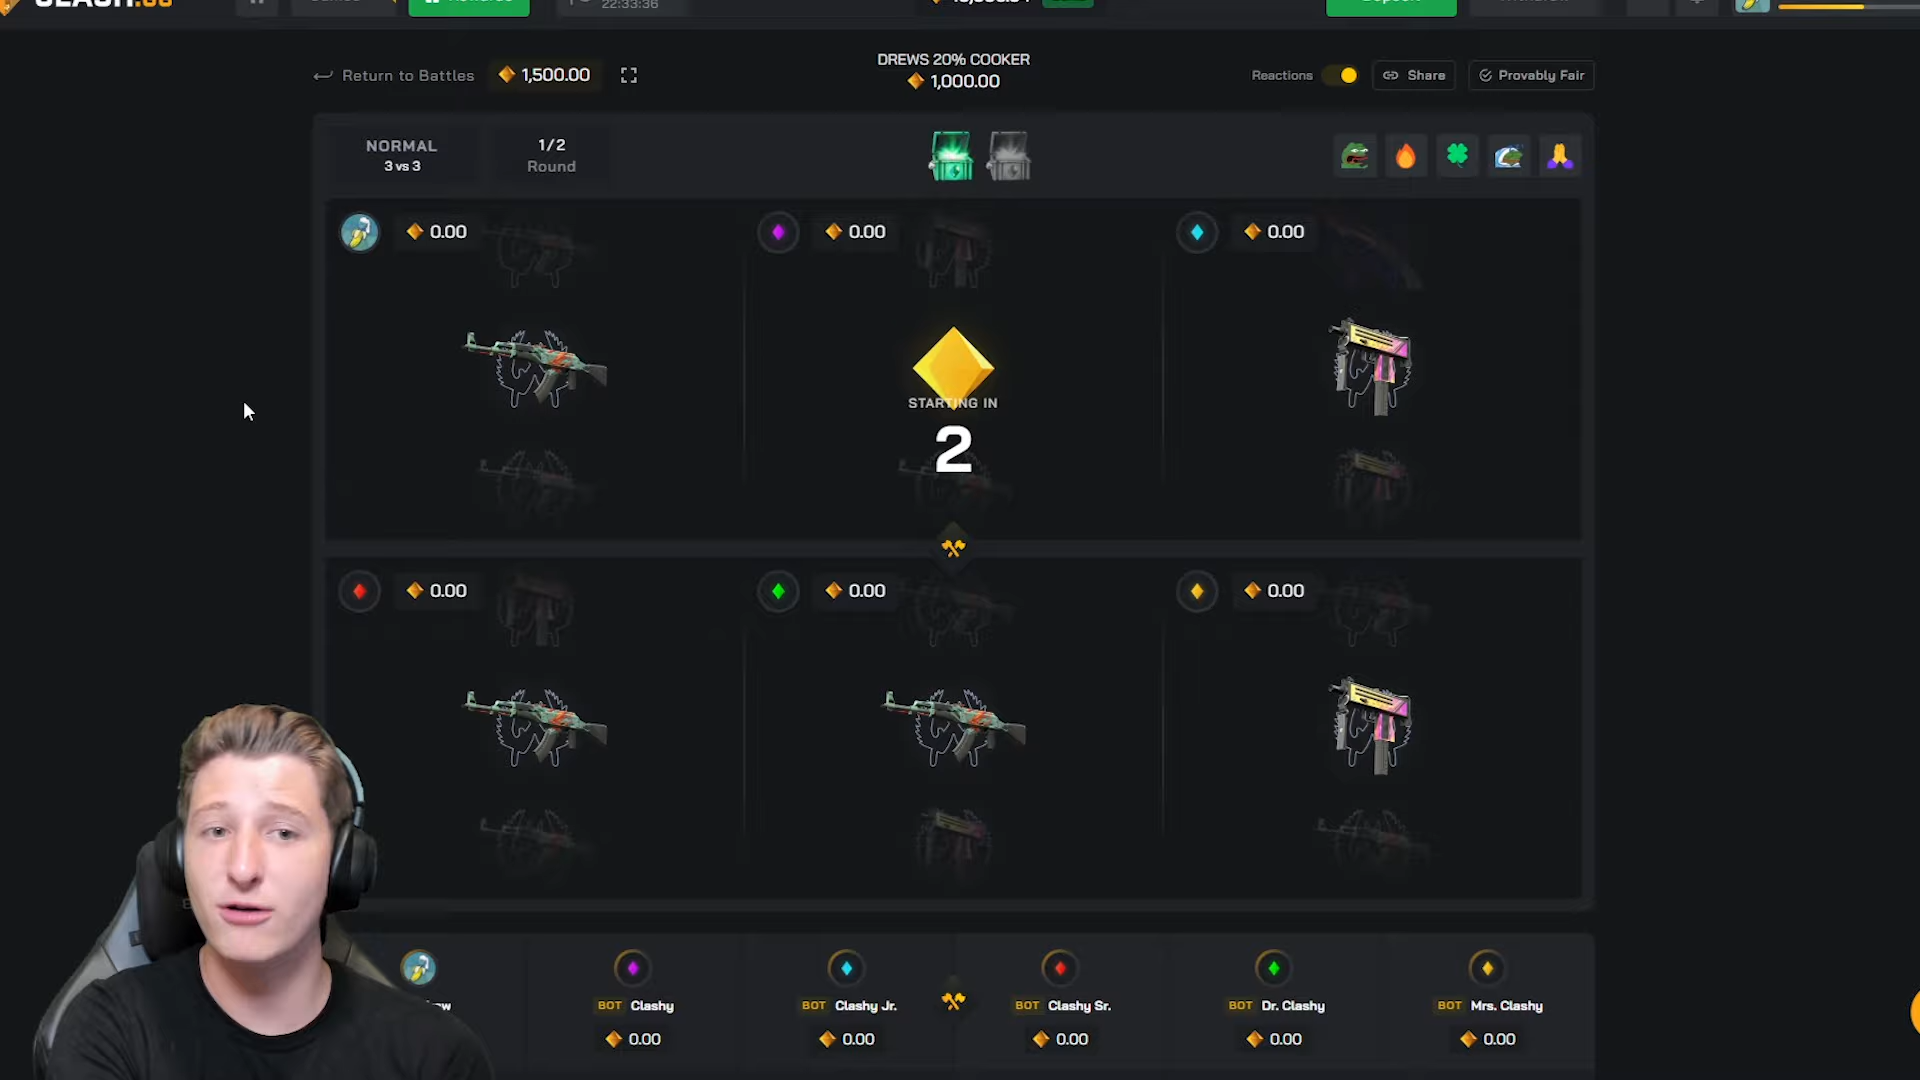 22:33:36
Return to Battles
1,500.00
DREWS 20% COOKER
1,000.00
Reactions
Share
Provably Fair
NORMAL
3 vs 3
1/2
Round
0.00
0.00
0.00
STARTING IN
2
0.00
0.00
0.00
BOT Clashy
0.00
BOT Clashy Jr.
0.00
BOT Clashy Sr.
0.00
BOT Dr. Clashy
0.00
BOT Mrs. Clashy
0.00